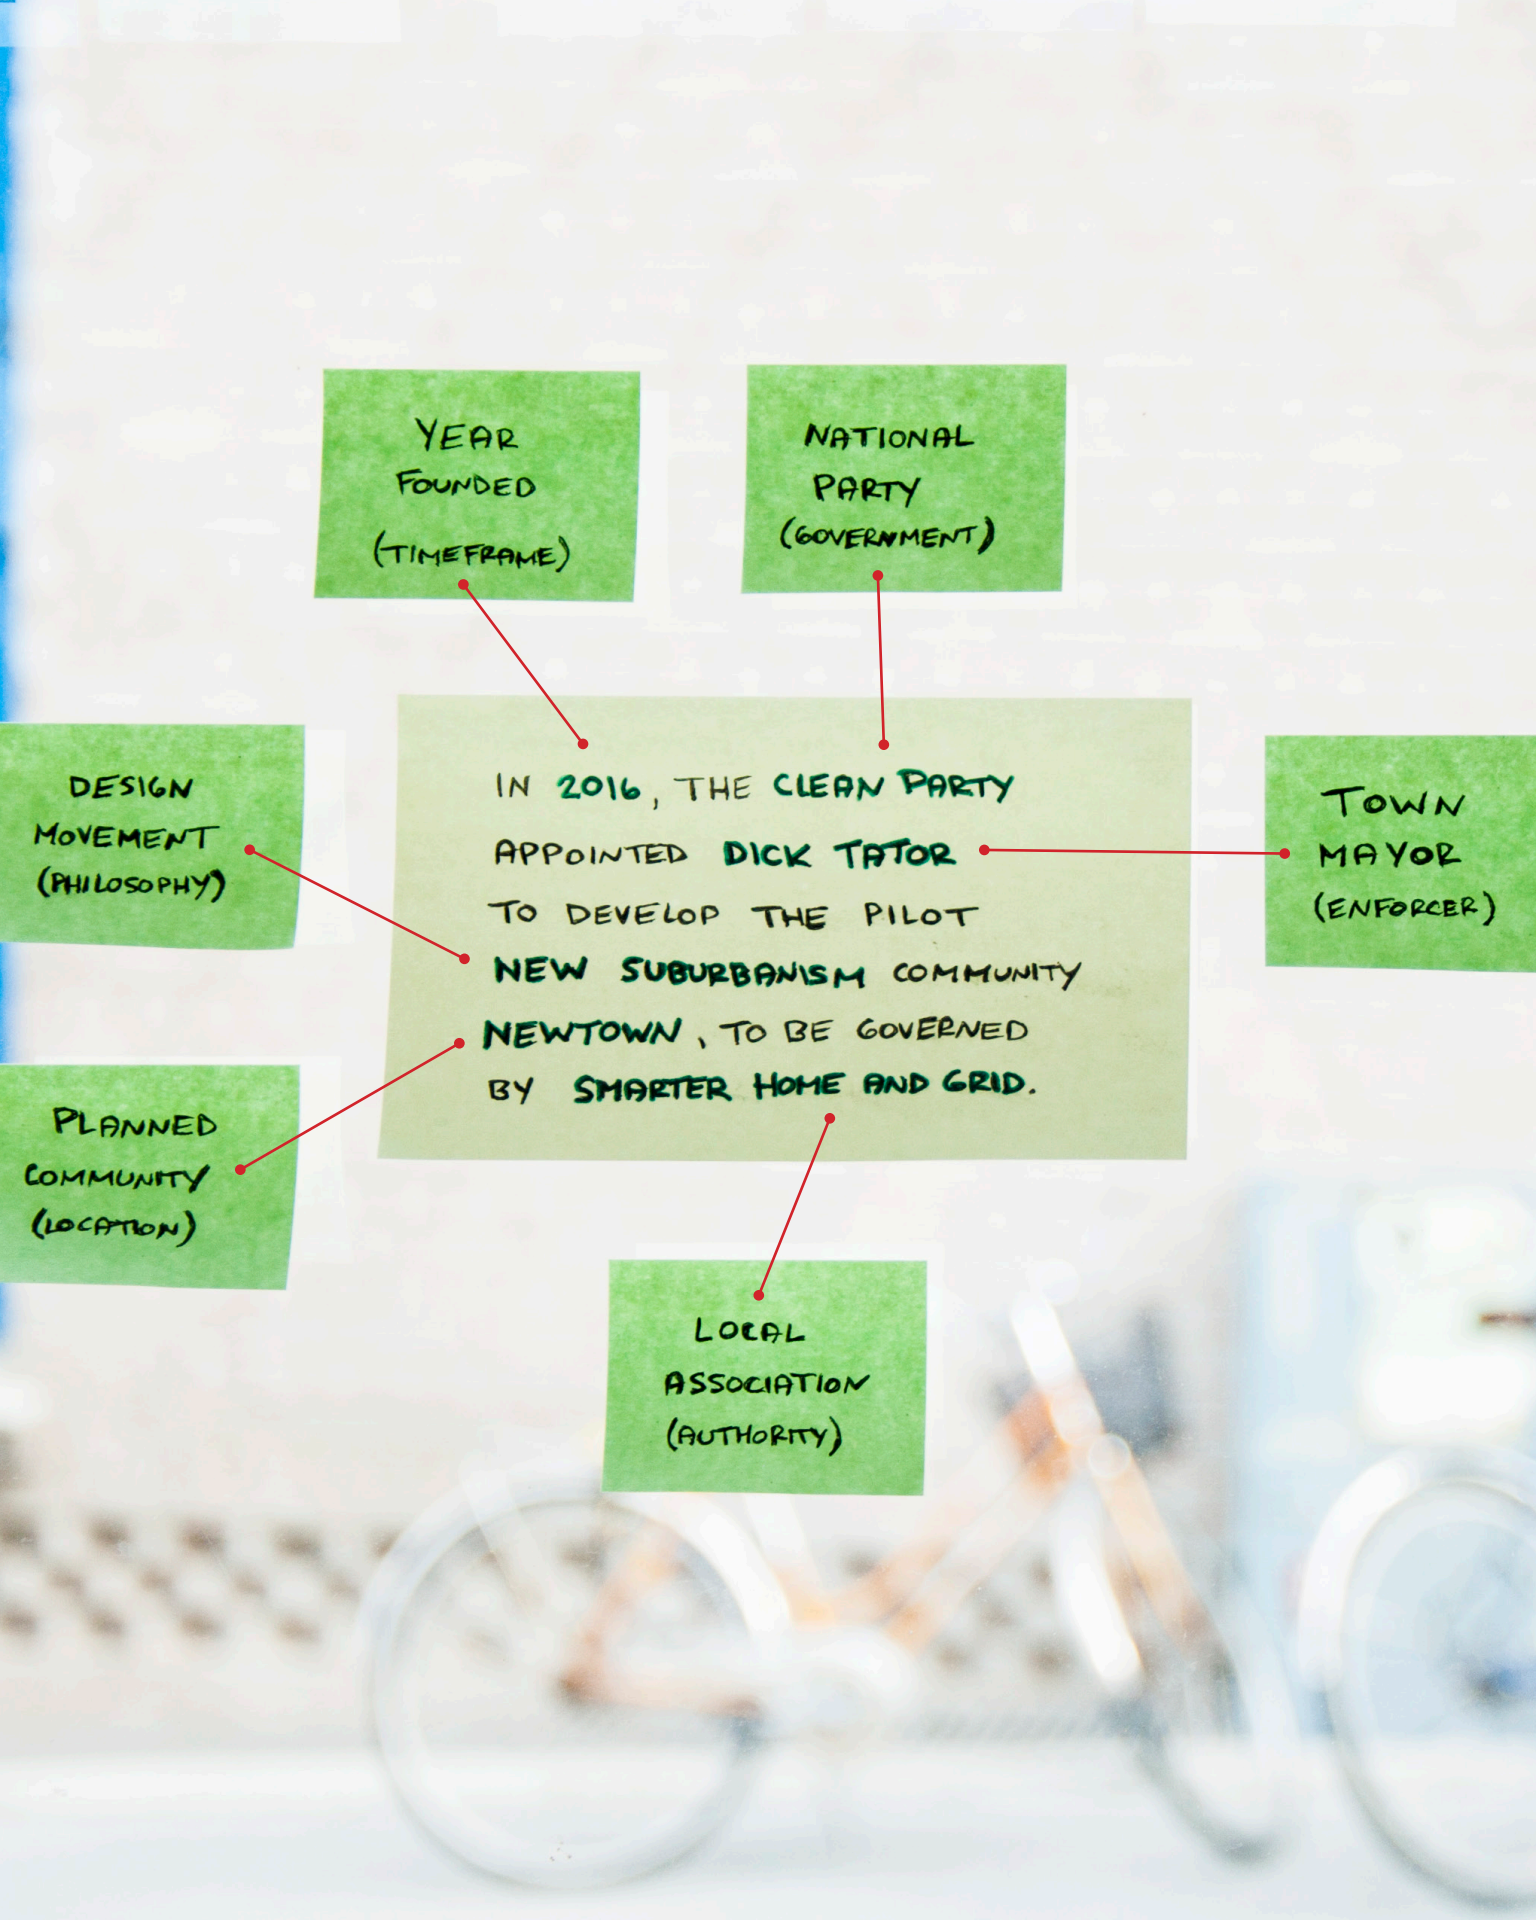 YEAR
FOUNDED
(TIMEFRAME)
NATIONAL
PARTY
(GOVERNMENT)
DESIGN
MOVEMENT
(PHILOSOPHY)
IN 2016, THE CLEAN PARTY
APPOINTED DICK TATOR
TO DEVELOP THE PILOT
NEW SUBURBANISM COMMUNITY
NEWTOWN, TO BE GOVERNED
BY SMARTER HOME AND GRID.
TOWN
MAYOR
(ENFORCER)
PLANNED
COMMUNITY
(LOCATION)
LOCAL
ASSOCIATION
(AUTHORITY)